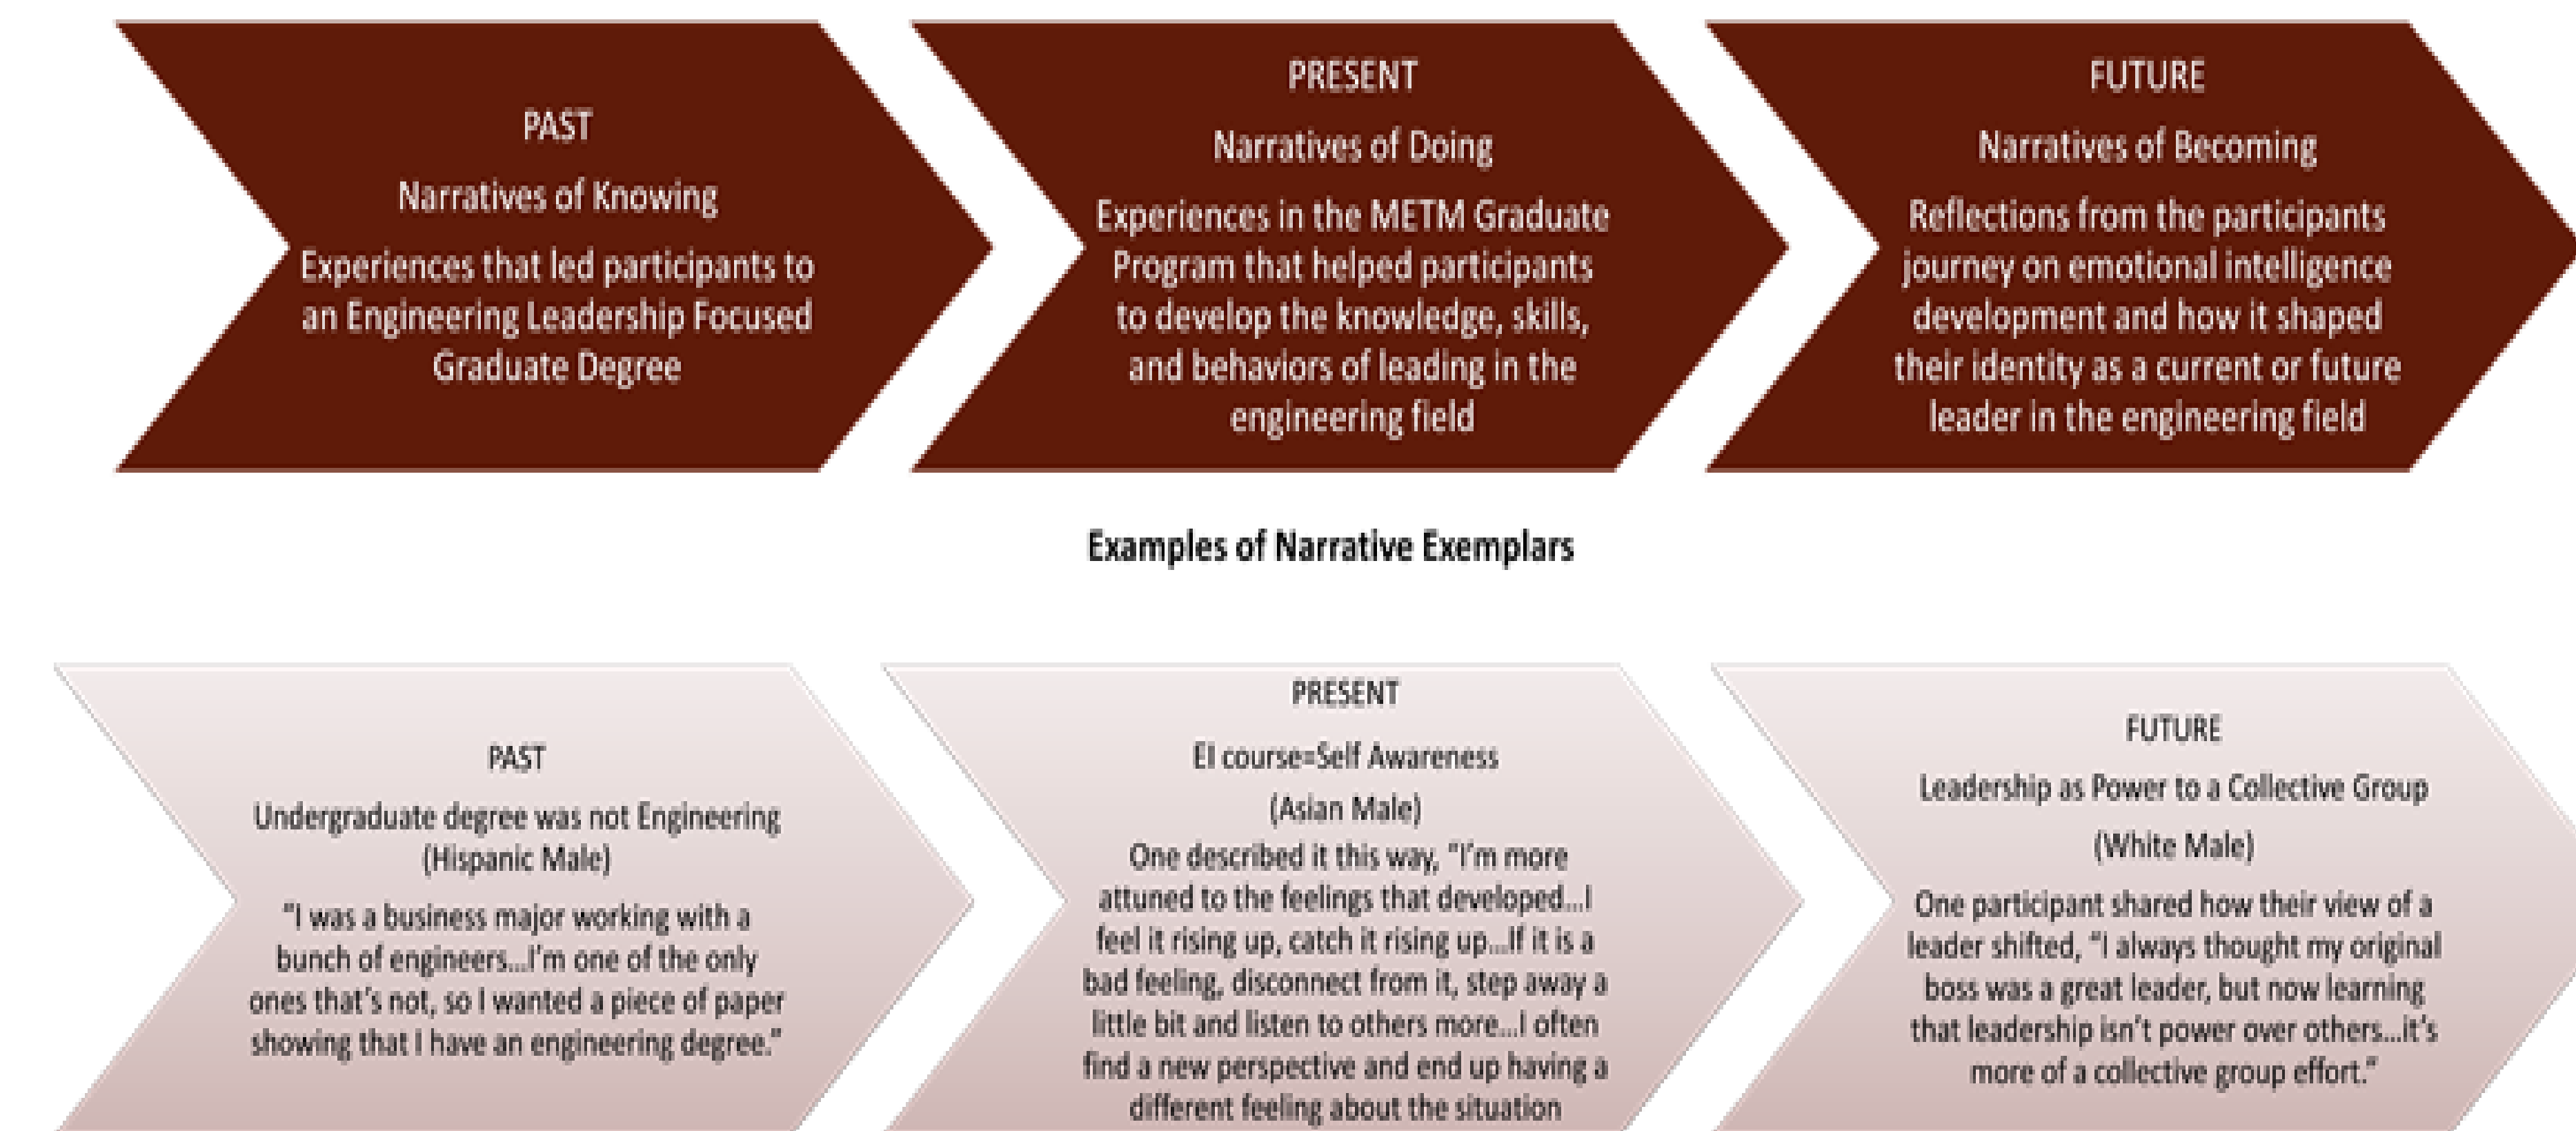 PAST
Narratives of Knowing
Experiences that led participants to
an Engineering Leadership Focused
Graduate Degree
PRESENT
Narratives of Doing
Experiences in the METM Graduate
Program that helped participants
to develop the knowledge, skills,
and behaviors of leading in the
engineering field
FUTURE
Narratives of Becoming
Reflections from the participants
journey on emotional intelligence
development and how it shaped
their identity as a current or future
leader in the engineering field
Examples of Narrative Exemplars
PAST
Undergraduate degree was not Engineering
(Hispanic Male)
“I was a business major working with a
bunch of engineers...I’m one of the only
ones that’s not, so I wanted a piece of paper
showing that I have an engineering degree.”
PRESENT
EI course=Self Awareness
(Asian Male)
One described it this way, “I’m more
attuned to the feelings that developed...I
feel it rising up, catch it rising up...If it is a
bad feeling, disconnect from it, step away a
little bit and listen to others more...I often
find a new perspective and end up having a
different feeling about the situation
FUTURE
Leadership as Power to a Collective Group
(White Male)
One participant shared how their view of a
leader shifted, “I always thought my original
boss was a great leader, but now learning
that leadership isn’t power over others...it’s
more of a collective group effort.”